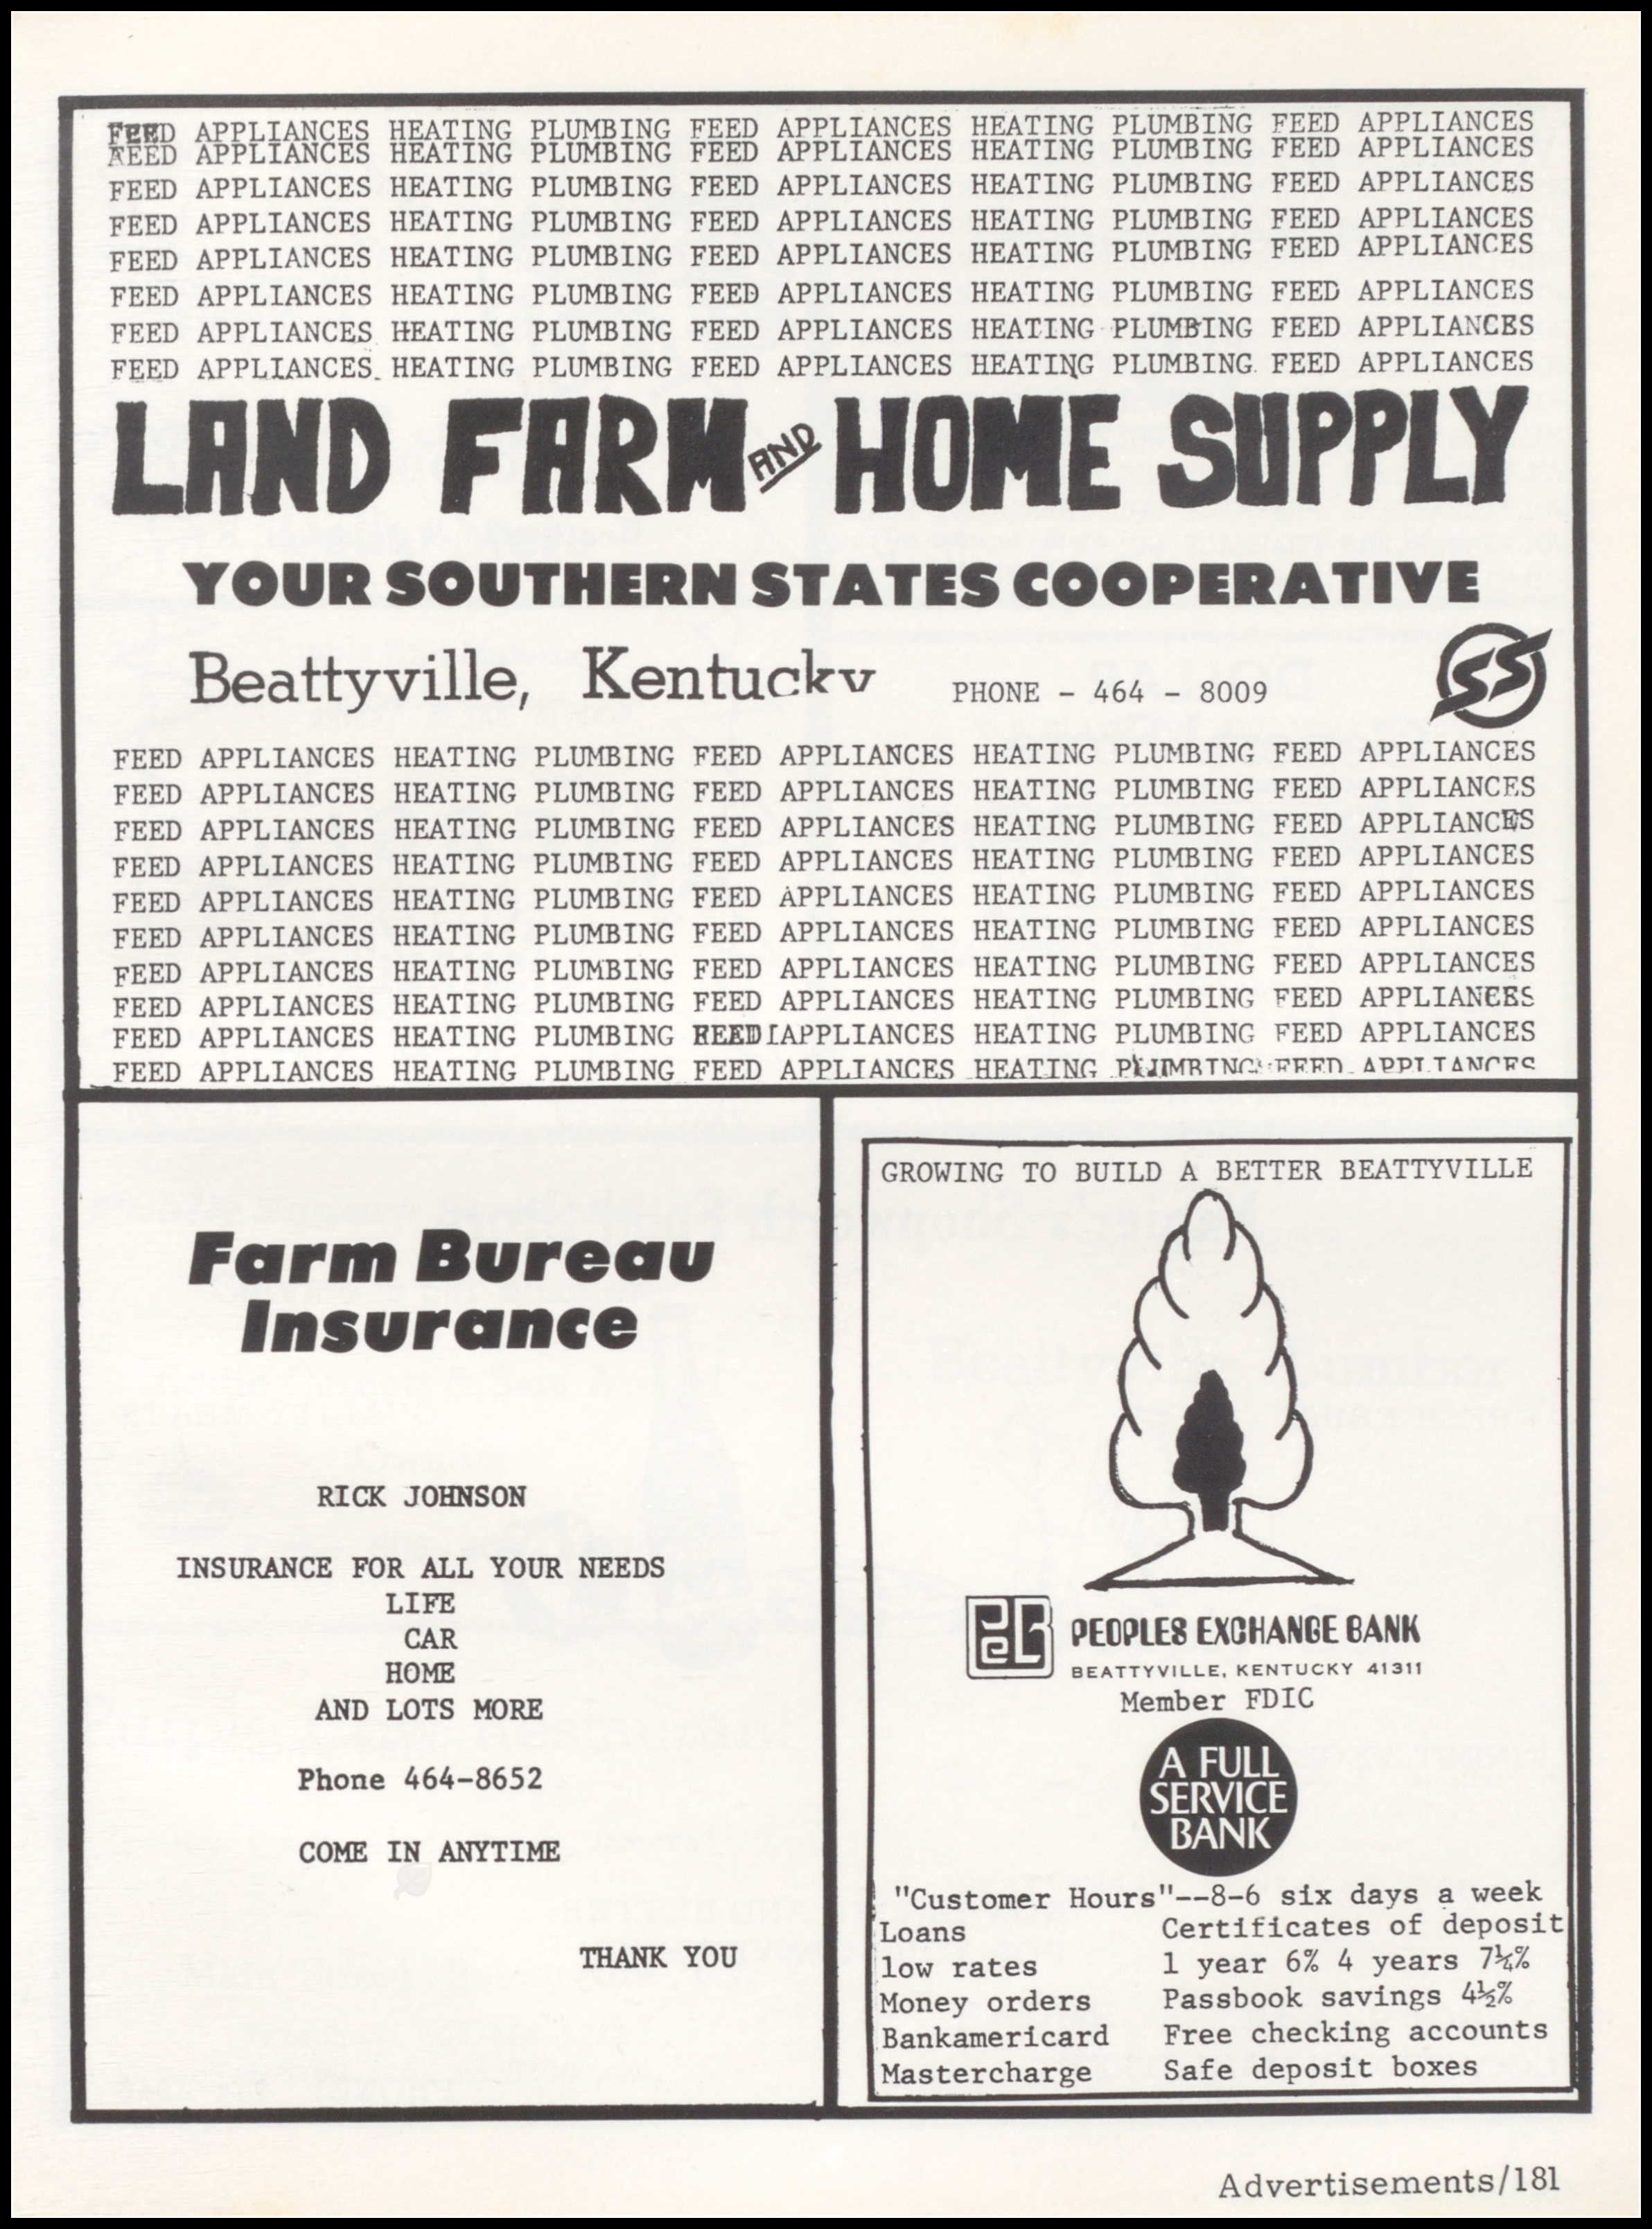 FEED APPLIANCES HEATING PLUMBING FEED APPLIANCES HEATING PLUMBING FEED APPLIANCES
FEED APPLIANCES HEATING PLUMBING FEED APPLIANCES HEATING PLUMBING FEED APPLIANCES
FEED APPLIANCES HEATING PLUMBING FEED APPLIANCES HEATING PLUMBING FEED APPLIANCES
FEED APPLIANCES HEATING PLUMBING FEED APPLIANCES HEATING PLUMBING FEED APPLIANCES
FEED APPLIANCES HEATING PLUMBING FEED APPLIANCES HEATING PLUMBING FEED APPLIANCES
FEED APPLIANCES HEATING PLUMBING FEED APPLIANCES HEATING PLUMBING FEED APPLIANCES
FEED APPLIANCES HEATING PLUMBING FEED APPLIANCES HEATING PLUMBING FEED APPLIANCES
FEED APPLIANCES HEATING PLUMBING FEED APPLIANCES HEATING PLUMBING FEED APPLIANCES
LAND FARM AND HOME SUPPLY
YOUR SOUTHERN STATES COOPERATIVE
Beattyville, Kentucky PHONE - 464 - 8009 SS
FEED APPLIANCES HEATING PLUMBING FEED APPLIANCES HEATING PLUMBING FEED APPLIANCES
FEED APPLIANCES HEATING PLUMBING FEED APPLIANCES HEATING PLUMBING FEED APPLIANCES
FEED APPLIANCES HEATING PLUMBING FEED APPLIANCES HEATING PLUMBING FEED APPLIANCES
FEED APPLIANCES HEATING PLUMBING FEED APPLIANCES HEATING PLUMBING FEED APPLIANCES
FEED APPLIANCES HEATING PLUMBING FEED APPLIANCES HEATING PLUMBING FEED APPLIANCES
FEED APPLIANCES HEATING PLUMBING FEED APPLIANCES HEATING PLUMBING FEED APPLIANCES
FEED APPLIANCES HEATING PLUMBING FEED APPLIANCES HEATING PLUMBING FEED APPLIANCES
FEED APPLIANCES HEATING PLUMBING FEED APPLIANCES HEATING PLUMBING FEED APPLIANCES
FEED APPLIANCES HEATING PLUMBING FEED APPLIANCES HEATING PLUMBING FEED APPLIANCES
FEED APPLIANCES HEATING PLUMBING FEED APPLIANCES HEATING PLUMBING FEED APPLIANCES
Farm Bureau
Insurance
RICK JOHNSON
INSURANCE FOR ALL YOUR NEEDS
LIFE
CAR
HOME
AND LOTS MORE
Phone 464-8652
COME IN ANYTIME
THANK YOU
GROWING TO BUILD A BETTER BEATTYVILLE
PEB PEOPLES EXCHANGE BANK
BEATTYVILLE, KENTUCKY 41311
Member FDIC
A FULL
SERVICE
BANK
"Customer Hours"--8-6 six days a week
Loans Certificates of deposit
low rates 1 year 6% 4 years 7¼%
Money orders Passbook savings 4½%
Bankamericard Free checking accounts
Mastercharge Safe deposit boxes
Advertisements/181